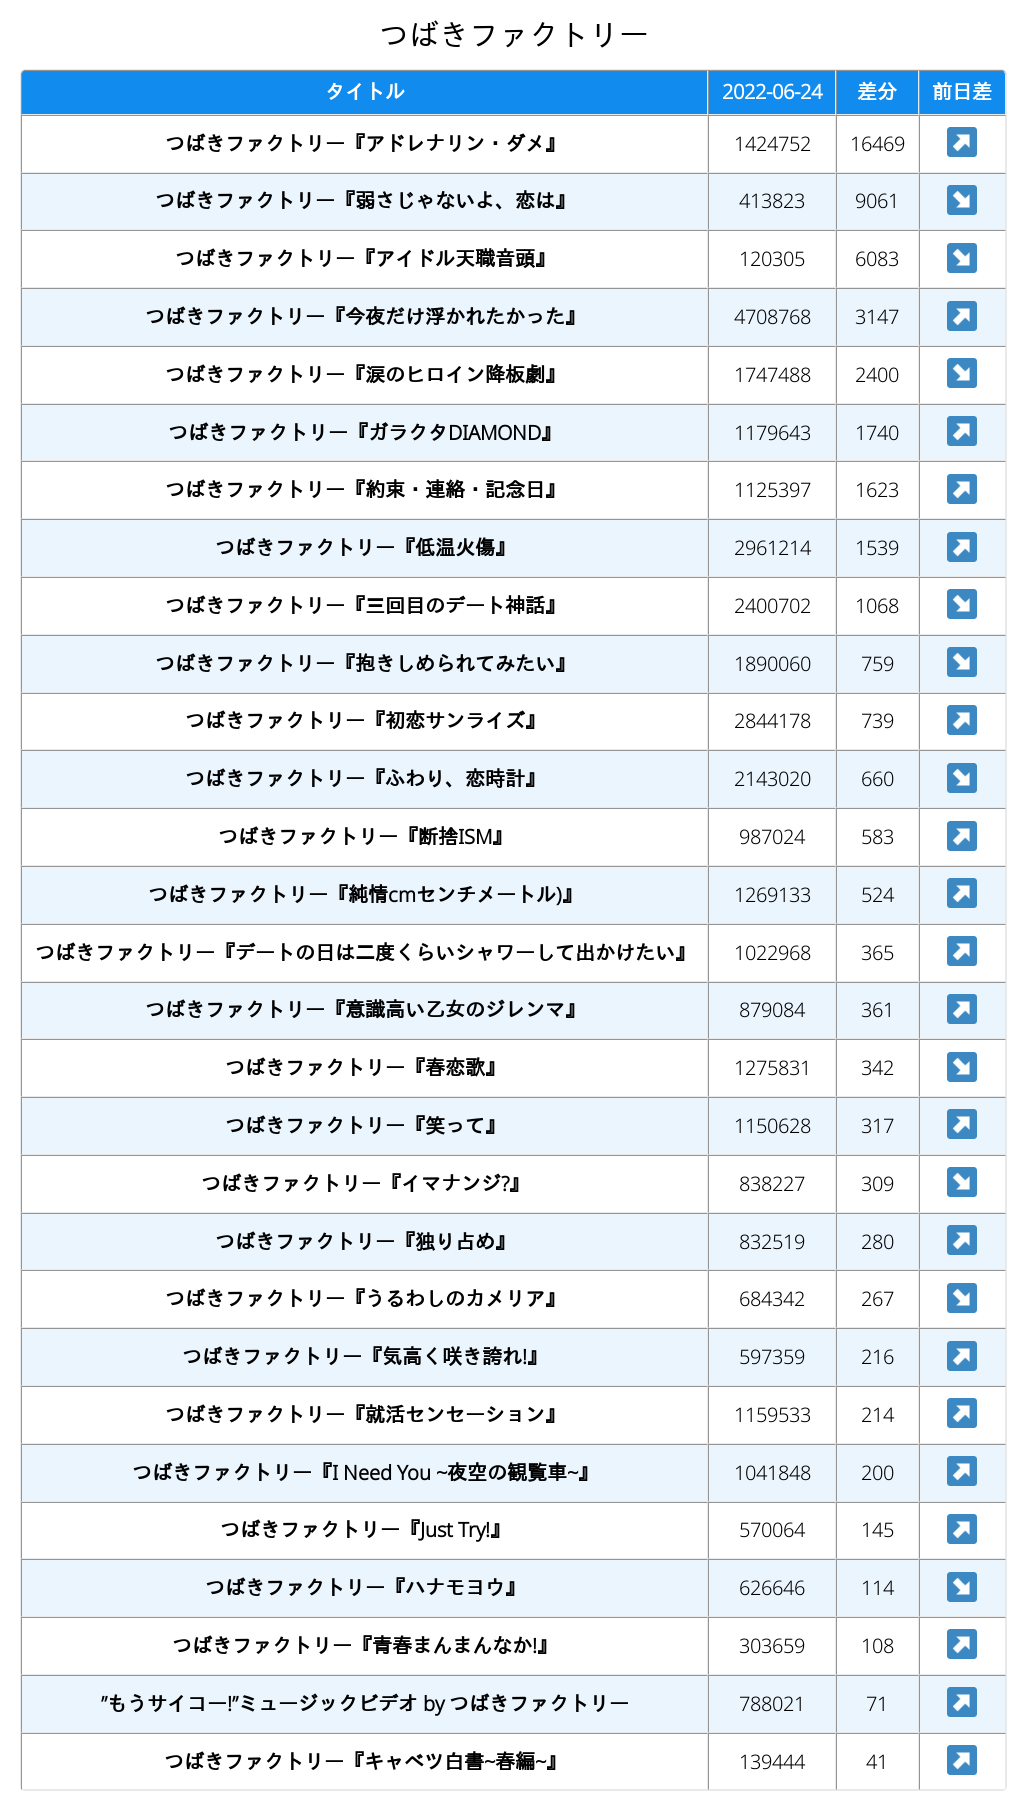 つばきファクトリー
タイトル 2022-06-24 差分 前日差
つばきファクトリー『アドレナリン・ダメ』 1424752 16469 ↗
つばきファクトリー『弱さじゃないよ、恋は』 413823 9061 ↘
つばきファクトリー『アイドル天職音頭』 120305 6083 ↘
つばきファクトリー『今夜だけ浮かれたかった』 4708768 3147 ↗
つばきファクトリー『涙のヒロイン降板劇』 1747488 2400 ↘
つばきファクトリー『ガラクタDIAMOND』 1179643 1740 ↗
つばきファクトリー『約束・連絡・記念日』 1125397 1623 ↗
つばきファクトリー『低温火傷』 2961214 1539 ↗
つばきファクトリー『三回目のデート神話』 2400702 1068 ↘
つばきファクトリー『抱きしめられてみたい』 1890060 759 ↘
つばきファクトリー『初恋サンライズ』 2844178 739 ↗
つばきファクトリー『ふわり、恋時計』 2143020 660 ↘
つばきファクトリー『断捨ISM』 987024 583 ↗
つばきファクトリー『純情cmセンチメートル)』 1269133 524 ↗
つばきファクトリー『デートの日は二度くらいシャワーして出かけたい』 1022968 365 ↗
つばきファクトリー『意識高い乙女のジレンマ』 879084 361 ↗
つばきファクトリー『春恋歌』 1275831 342 ↘
つばきファクトリー『笑って』 1150628 317 ↗
つばきファクトリー『イマナンジ?』 838227 309 ↘
つばきファクトリー『独り占め』 832519 280 ↗
つばきファクトリー『うるわしのカメリア』 684342 267 ↘
つばきファクトリー『気高く咲き誇れ!』 597359 216 ↗
つばきファクトリー『就活センセーション』 1159533 214 ↗
つばきファクトリー『I Need You ~夜空の観覧車~』 1041848 200 ↗
つばきファクトリー『Just Try!』 570064 145 ↗
つばきファクトリー『ハナモヨウ』 626646 114 ↘
つばきファクトリー『青春まんまんなか!』 303659 108 ↗
”もうサイコー!”ミュージックビデオ by つばきファクトリー 788021 71 ↗
つばきファクトリー『キャベツ白書~春編~』 139444 41 ↗